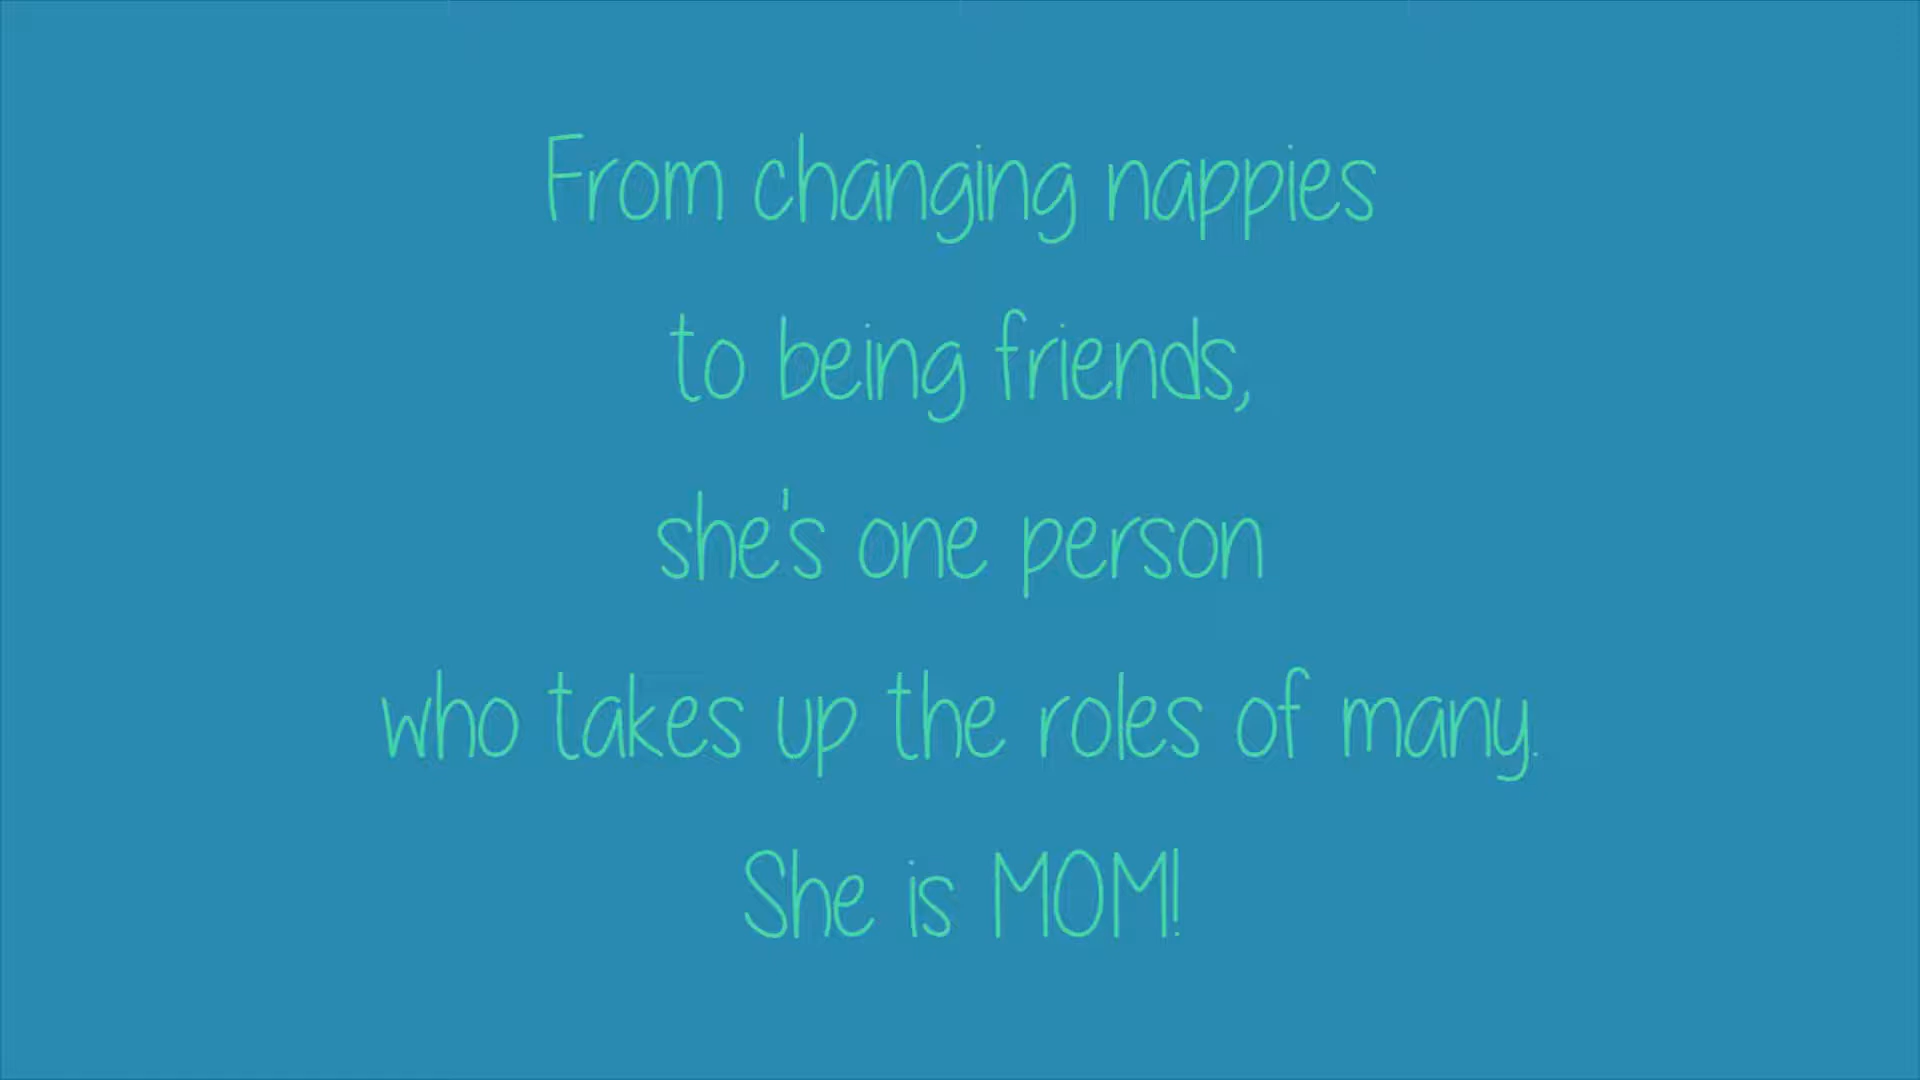 From changing nappies
to being friends,
she's one person
who takes up the roles of many.
She is MOM!